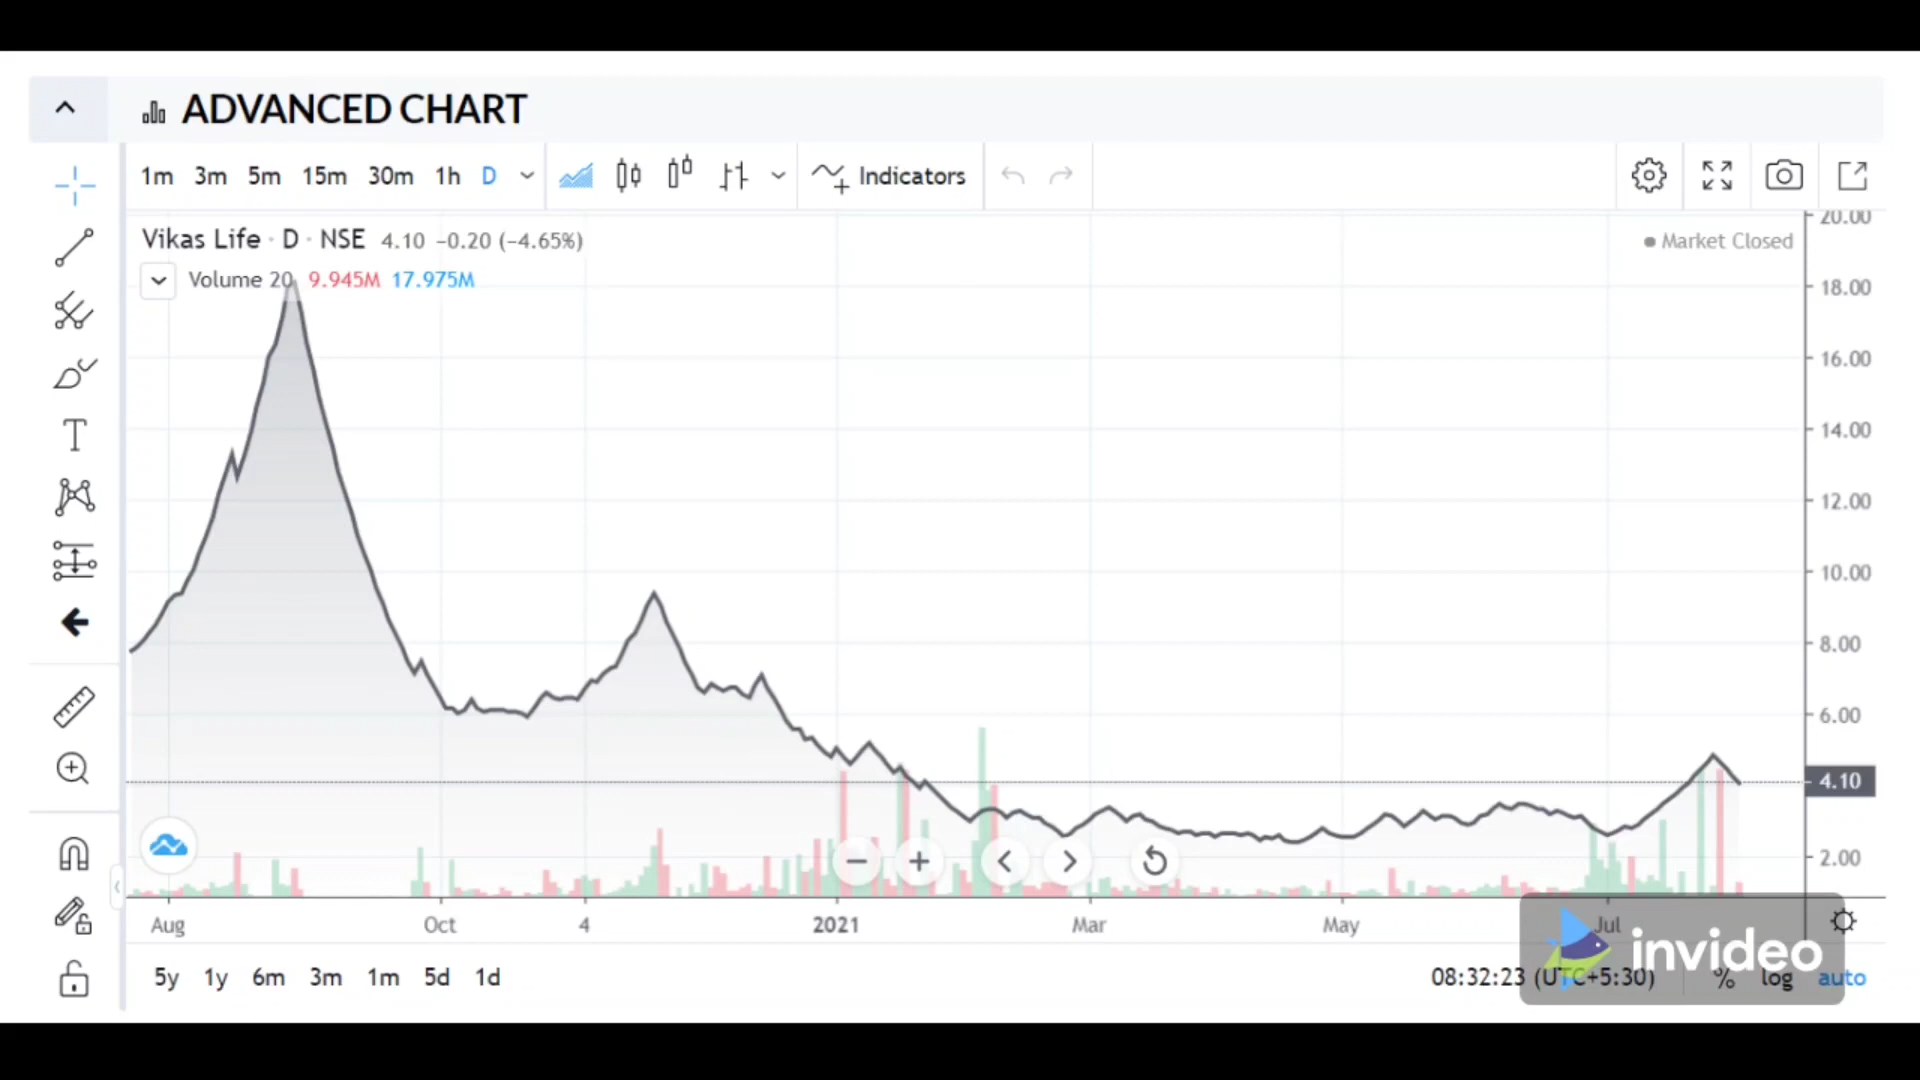 ADVANCED CHART
1m 3m 5m 15m 30m 1h D Indicators
Vikas Life · D · NSE 4.10 −0.20 (−4.65%)
Market Closed
Volume 20 9.945M 17.975M
20.00
18.00
16.00
14.00
12.00
10.00
8.00
6.00
4.10
2.00
Aug Oct 4 2021 Mar May Jul
5y 1y 6m 3m 1m 5d 1d
08:32:23 (UTC+5:30) % log auto
invideo